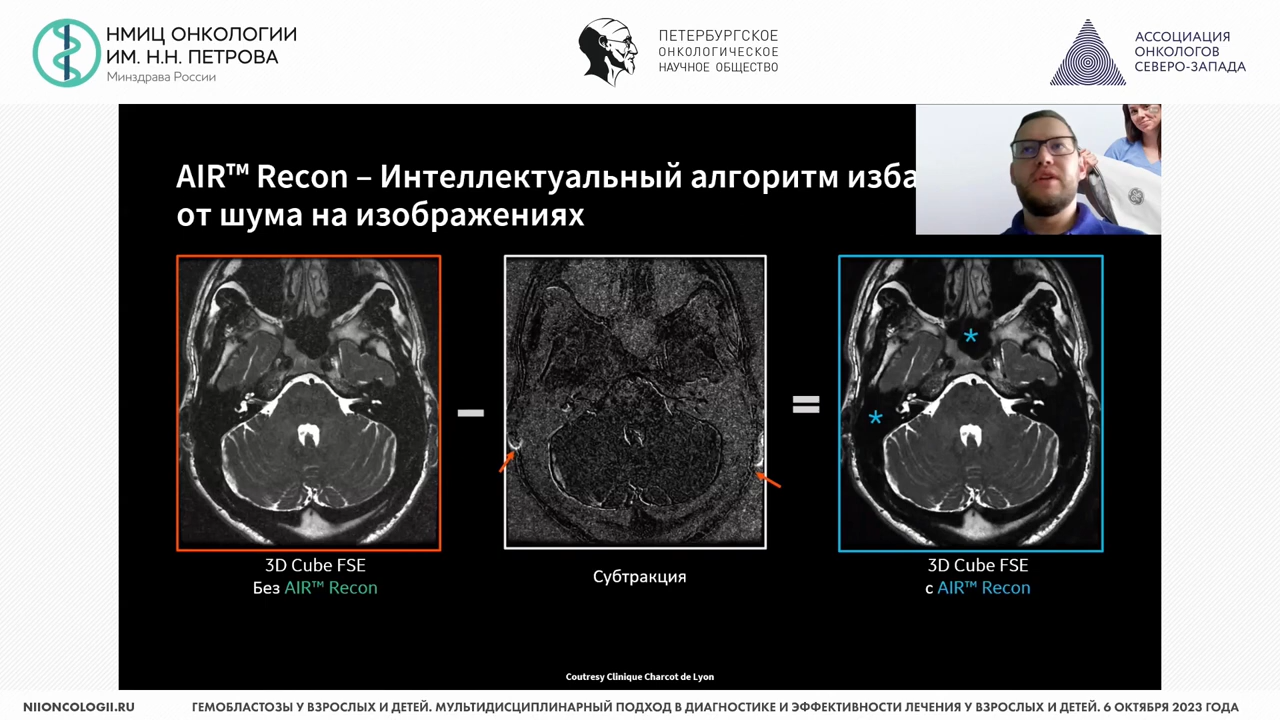 НМИЦ ОНКОЛОГИИ
ИМ. Н.Н. ПЕТРОВА
Минздрава России
ПЕТЕРБУРГСКОЕ
ОНКОЛОГИЧЕСКОЕ
НАУЧНОЕ ОБЩЕСТВО
АССОЦИАЦИЯ
ОНКОЛОГОВ
СЕВЕРО-ЗАПАДА
AIR™ Recon – Интеллектуальный алгоритм изба
от шума на изображениях
3D Cube FSE
Без AIR™ Recon
Субтракция
3D Cube FSE
с AIR™ Recon
Coutresy Clinique Charcot de Lyon
NIIONCOLOGII.RU
ГЕМОБЛАСТОЗЫ У ВЗРОСЛЫХ И ДЕТЕЙ. МУЛЬТИДИСЦИПЛИНАРНЫЙ ПОДХОД В ДИАГНОСТИКЕ И ЭФФЕКТИВНОСТИ ЛЕЧЕНИЯ У ВЗРОСЛЫХ И ДЕТЕЙ. 6 ОКТЯБРЯ 2023 ГОДА